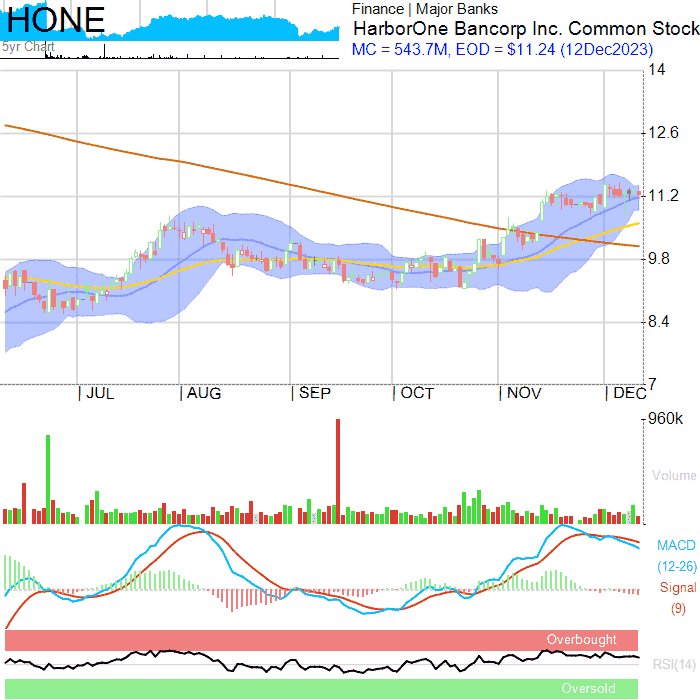 HONE
5yr Chart
Finance | Major Banks
HarborOne Bancorp Inc. Common Stock
MC = 543.7M, EOD = $11.24 (12Dec2023)
14
12.6
11.2
9.8
8.4
7
| JUL | AUG | SEP | OCT | NOV | DEC
960k
Volume
MACD
(12-26)
Signal
(9)
Overbought
RSI(14)
Oversold